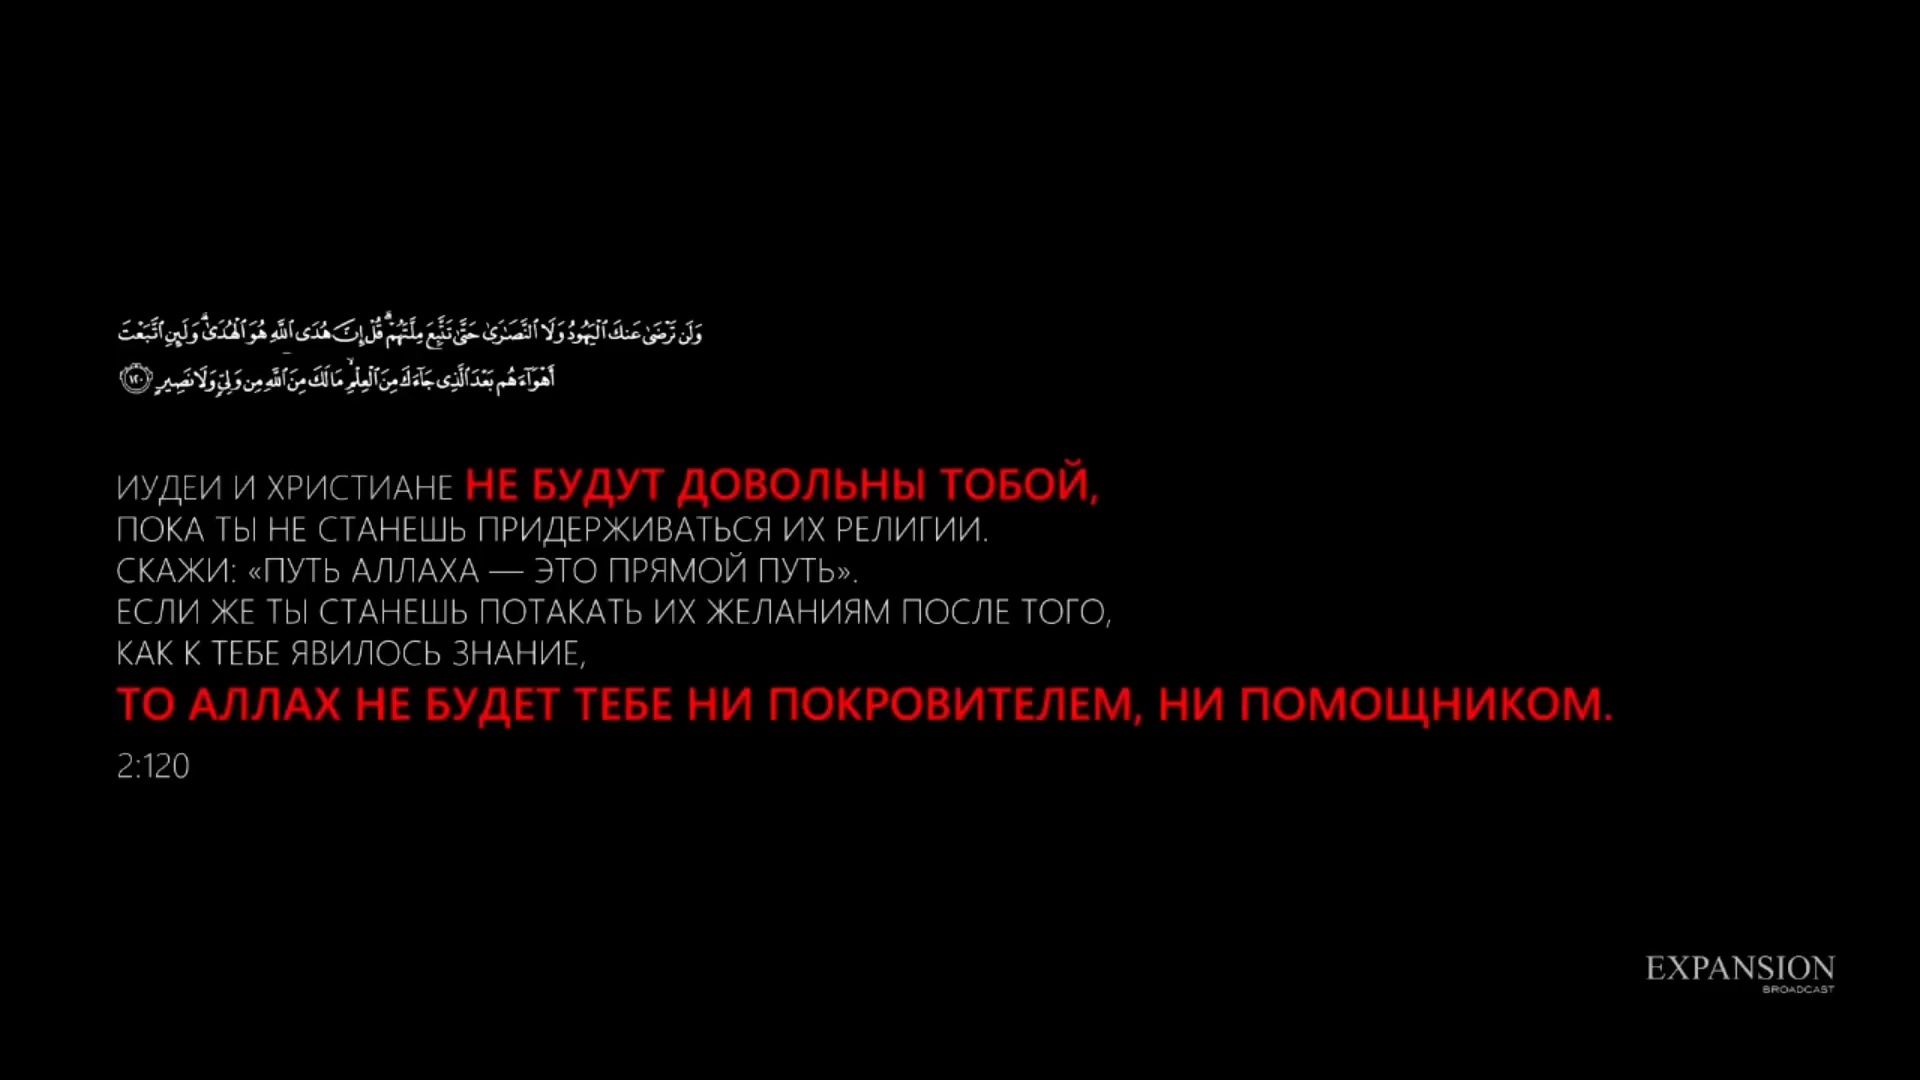 وَلَن تَرْضَىٰ عَنكَ ٱلْيَهُودُ وَلَا ٱلنَّصَـٰرَىٰ حَتَّىٰ تَتَّبِعَ مِلَّتَهُمْ ۗ قُلْ إِنَّ هُدَى ٱللَّهِ هُوَ ٱلْهُدَىٰ ۗ وَلَئِنِ ٱتَّبَعْتَ
أَهْوَآءَهُم بَعْدَ ٱلَّذِى جَآءَكَ مِنَ ٱلْعِلْمِ ۙ مَا لَكَ مِنَ ٱللَّهِ مِن وَلِىٍّ وَلَا نَصِيرٍ ١٢٠
ИУДЕИ И ХРИСТИАНЕ НЕ БУДУТ ДОВОЛЬНЫ ТОБОЙ,
ПОКА ТЫ НЕ СТАНЕШЬ ПРИДЕРЖИВАТЬСЯ ИХ РЕЛИГИИ.
СКАЖИ: «ПУТЬ АЛЛАХА — ЭТО ПРЯМОЙ ПУТЬ».
ЕСЛИ ЖЕ ТЫ СТАНЕШЬ ПОТАКАТЬ ИХ ЖЕЛАНИЯМ ПОСЛЕ ТОГО,
КАК К ТЕБЕ ЯВИЛОСЬ ЗНАНИЕ,
ТО АЛЛАХ НЕ БУДЕТ ТЕБЕ НИ ПОКРОВИТЕЛЕМ, НИ ПОМОЩНИКОМ.
2:120
EXPANSION
BROADCAST